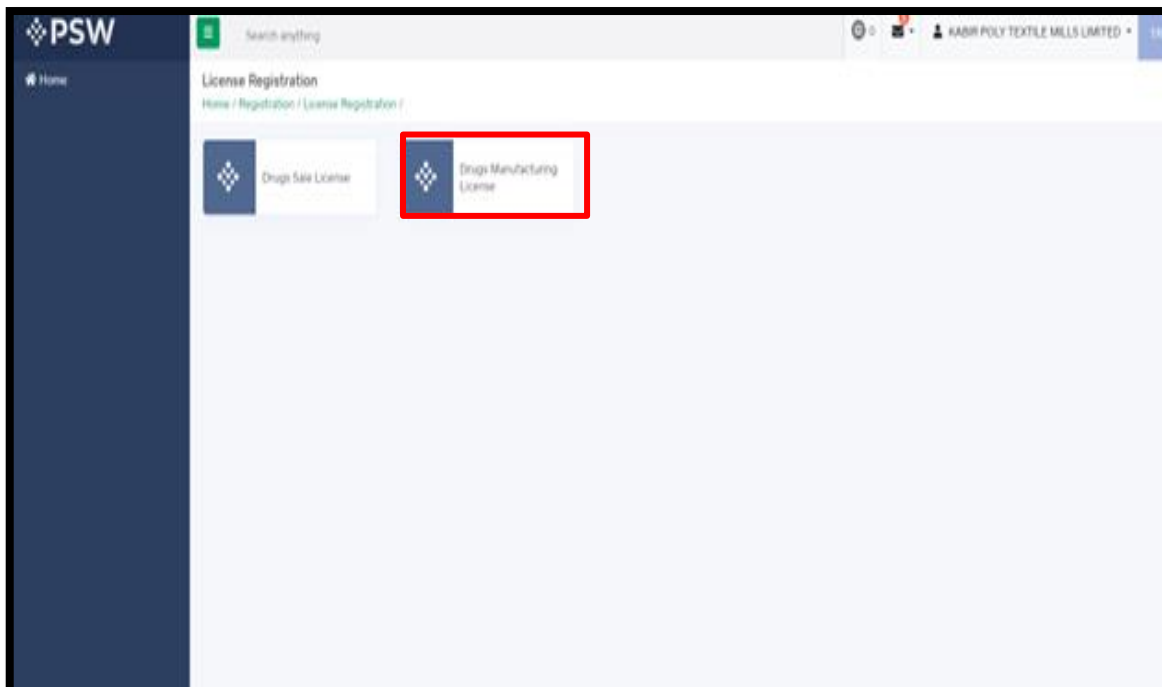 PSW
Search anything
0
KABIR POLY TEXTILE MILLS LIMITED
Home
License Registration
Home / Registration / License Registration /
Drugs Sale License
Drugs Manufacturing
License